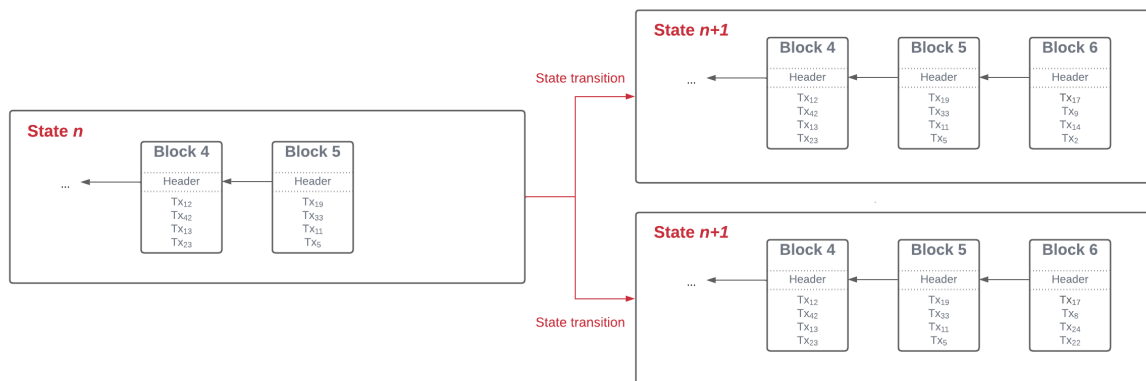 State n
...
Block 4
Header
Tx12
Tx42
Tx13
Tx23
Block 5
Header
Tx19
Tx33
Tx11
Tx5
State transition
State transition
State n+1
...
Block 4
Header
Tx12
Tx42
Tx13
Tx23
Block 5
Header
Tx19
Tx33
Tx11
Tx5
Block 6
Header
Tx17
Tx9
Tx14
Tx2
State n+1
...
Block 4
Header
Tx12
Tx42
Tx13
Tx23
Block 5
Header
Tx19
Tx33
Tx11
Tx5
Block 6
Header
Tx17
Tx8
Tx24
Tx22